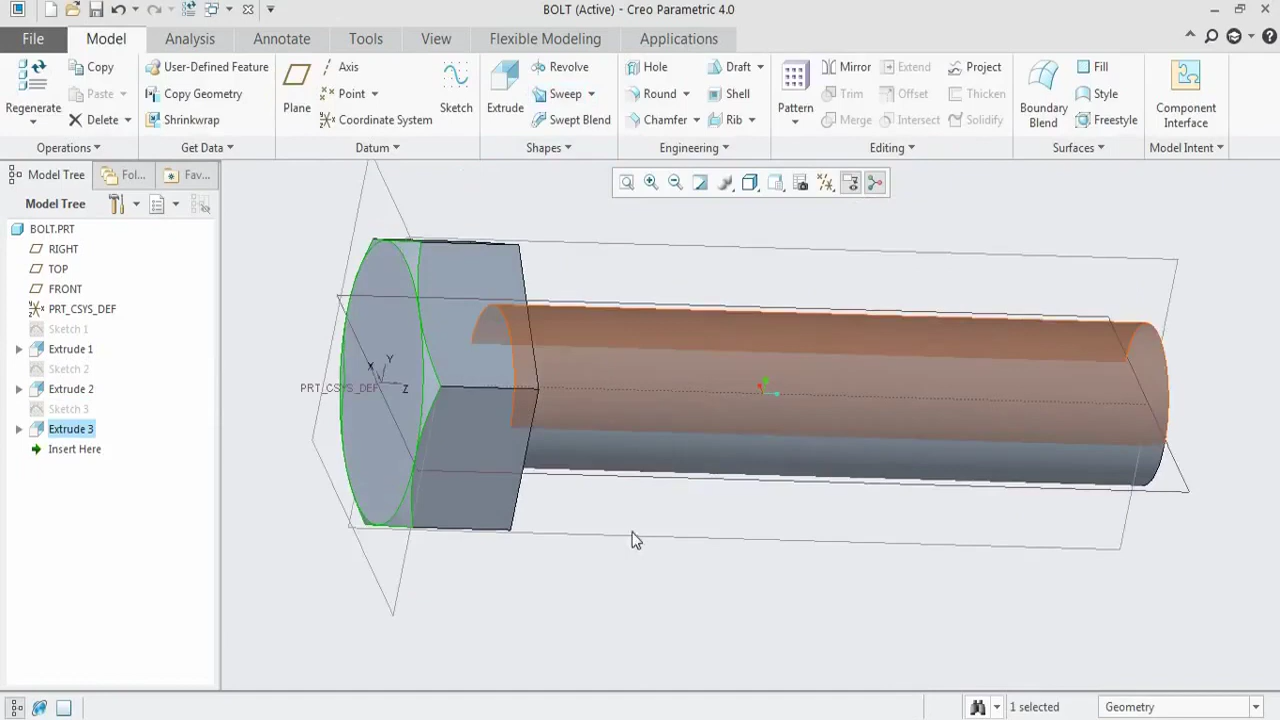 BOLT (Active) - Creo Parametric 4.0
File Model Analysis Annotate Tools View Flexible Modeling Applications
Regenerate
Copy
Paste
Delete
Operations
User-Defined Feature
Copy Geometry
Shrinkwrap
Get Data
Plane
Axis
Point
Coordinate System
Sketch
Datum
Extrude
Revolve
Sweep
Swept Blend
Shapes
Hole
Round
Chamfer
Draft
Shell
Rib
Engineering
Pattern
Mirror
Trim
Merge
Extend
Offset
Intersect
Project
Thicken
Solidify
Editing
Boundary
Blend
Fill
Style
Freestyle
Surfaces
Component
Interface
Model Intent
Model Tree Fol... Fav...
Model Tree
BOLT.PRT
RIGHT
TOP
FRONT
PRT_CSYS_DEF
Sketch 1
Extrude 1
Sketch 2
Extrude 2
Sketch 3
Extrude 3
Insert Here
X
Y
Z
PRT_CSYS_DEF
1 selected
Geometry